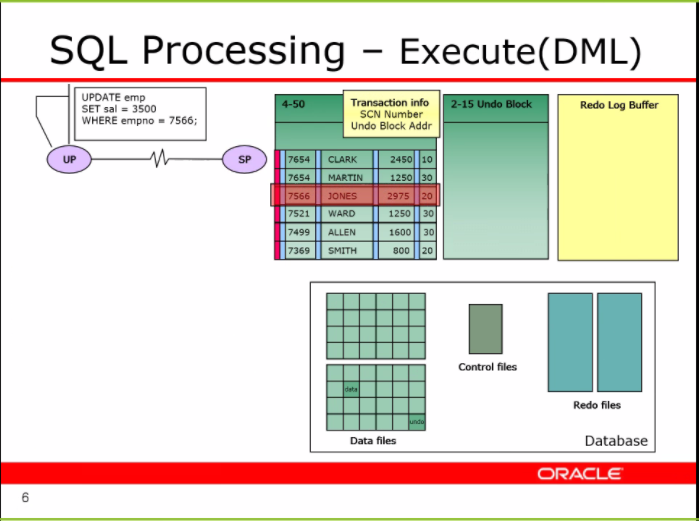 SQL Processing – Execute(DML)
UPDATE emp
SET sal = 3500
WHERE empno = 7566;
UP
SP
4-50
Transaction info
SCN Number
Undo Block Addr
7654 CLARK 2450 10
7654 MARTIN 1250 30
7566 JONES 2975 20
7521 WARD 1250 30
7499 ALLEN 1600 30
7369 SMITH 800 20
2-15 Undo Block
Redo Log Buffer
data
undo
Data files
Control files
Redo files
Database
ORACLE
6